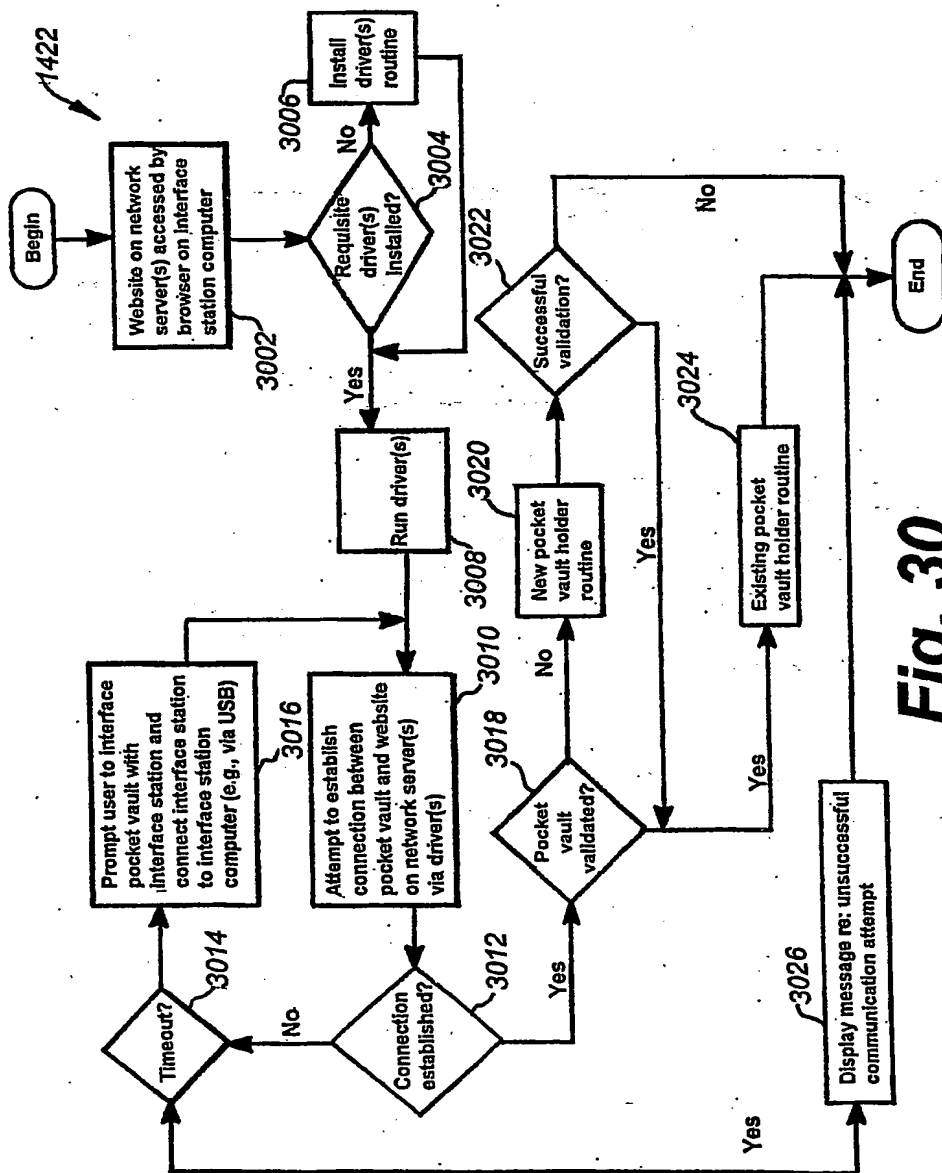 1422
Begin
Website on network
server(s) accessed by
browser on interface
station computer
3002
Requisite
driver(s)
Installed?
3004
No
Install
driver(s)
routine
3006
Yes
Run driver(s)
3008
Prompt user to interface
pocket vault with
interface station and
connect interface station
to interface station
computer (e.g., via USB)
3016
Attempt to establish
connection between
pocket vault and website
on network server(s)
via driver(s)
3010
Connection
established?
3012
No
Timeout?
3014
Yes
Yes
Pocket
vault
validated?
3018
No
New pocket
vault holder
routine
3020
Successful
validation?
3022
No
Yes
Yes
Existing pocket
vault holder routine
3024
Display message re: unsuccessful
communication attempt
3026
End
Fig. 30